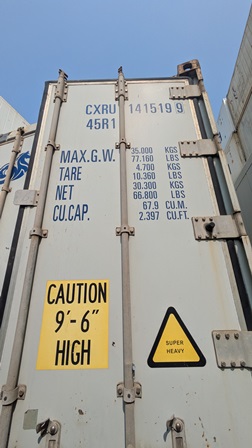 CXRU 141519 9
45R1
MAX.G.W. 35.000 KGS
77.160 LBS
TARE 4.700 KGS
10.360 LBS
NET 30.300 KGS
66.800 LBS
CU.CAP. 67.9 CU.M.
2.397 CU.FT.
CAUTION
9'-6"
HIGH
SUPER
HEAVY